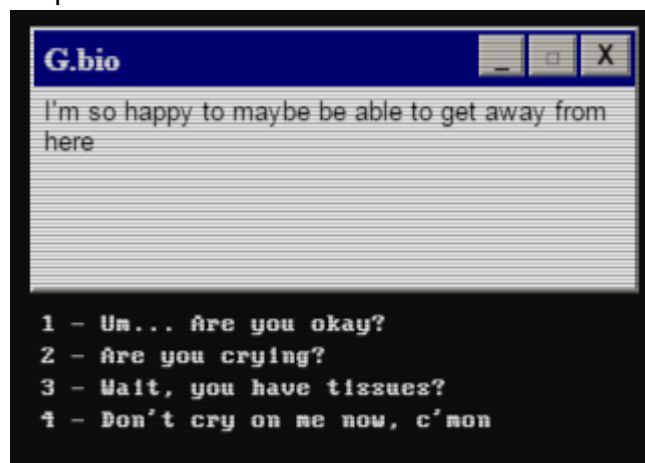 G.bio
I'm so happy to maybe be able to get away from
here
1 - Um... Are you okay?
2 - Are you crying?
3 - Wait, you have tissues?
4 - Don't cry on me now, c'mon